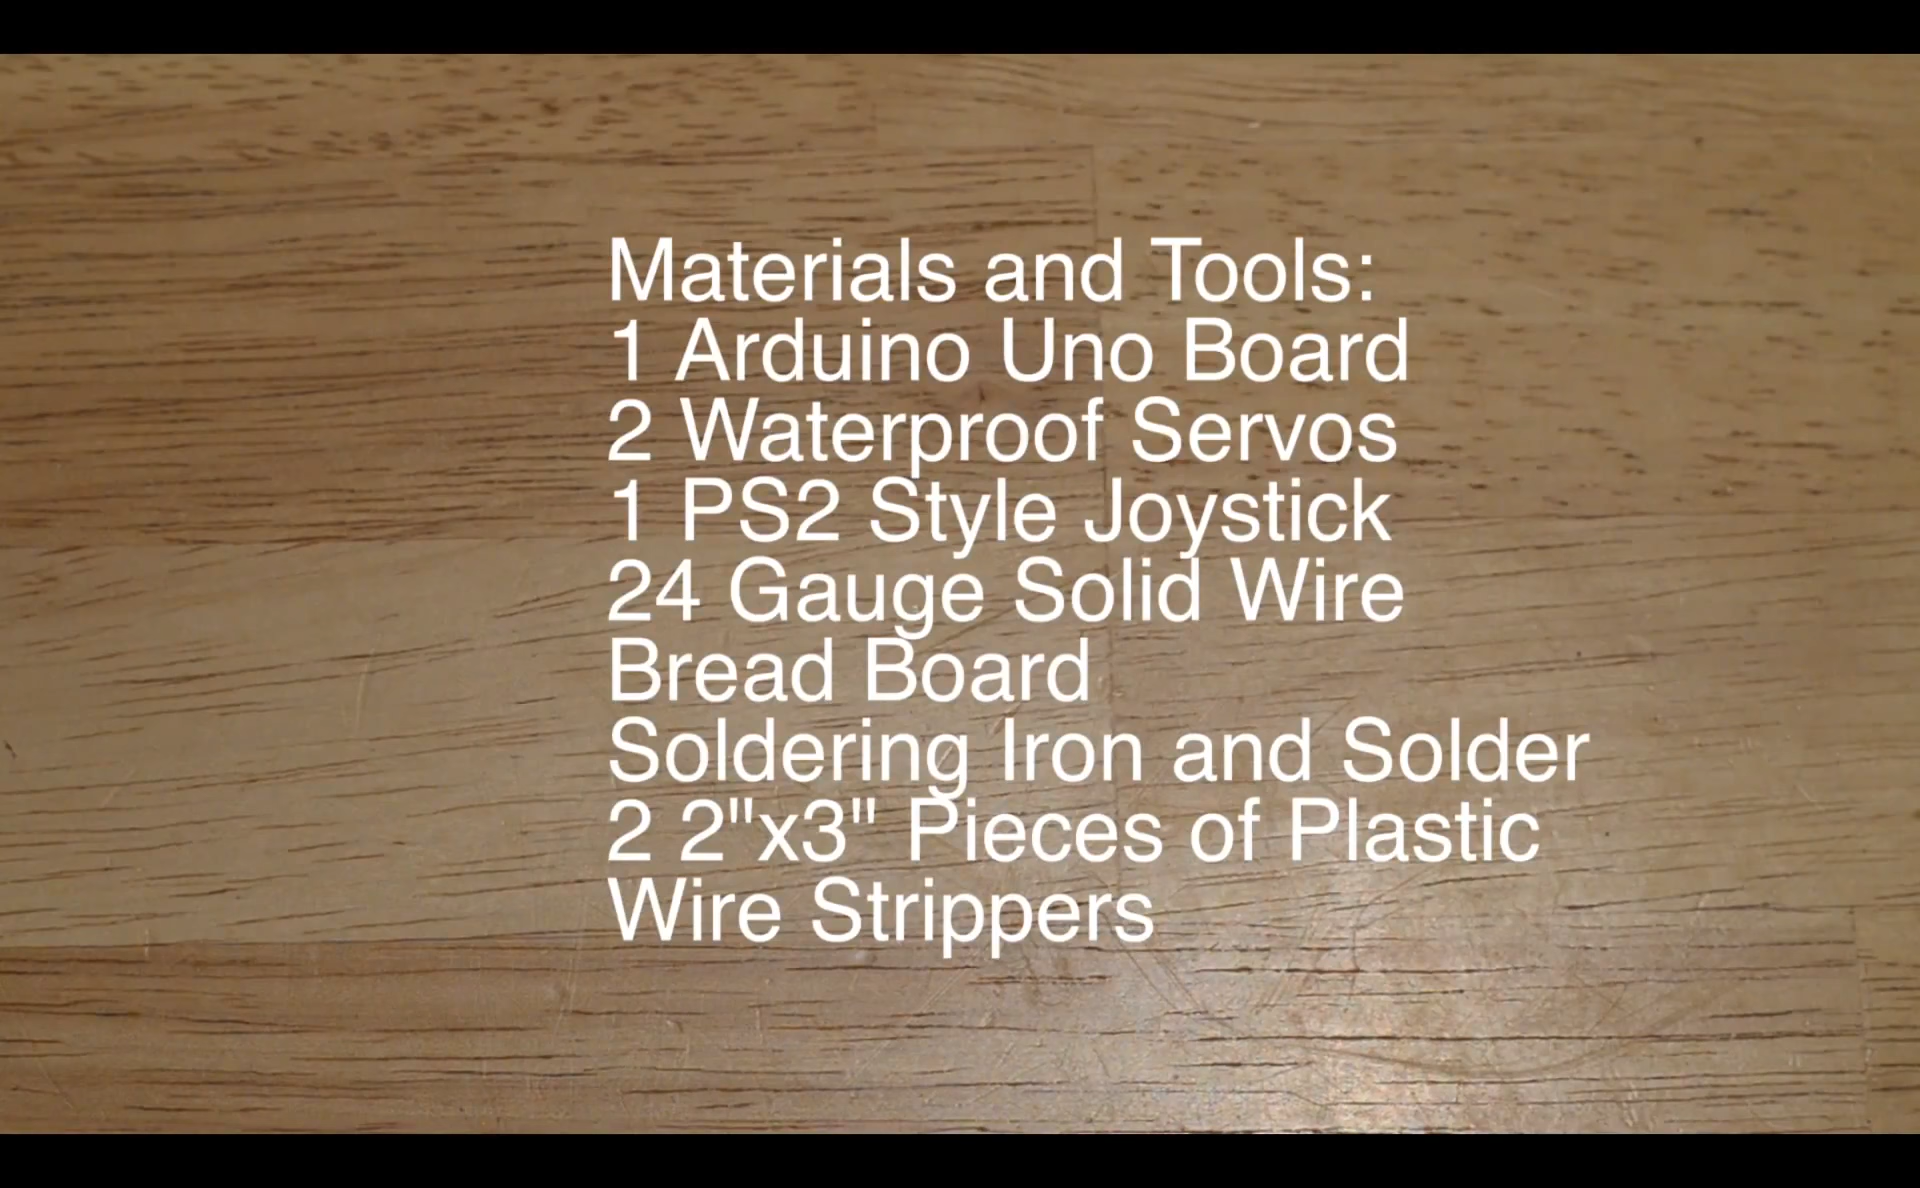 Materials and Tools:
1 Arduino Uno Board
2 Waterproof Servos
1 PS2 Style Joystick
24 Gauge Solid Wire
Bread Board
Soldering Iron and Solder
2 2"x3" Pieces of Plastic
Wire Strippers